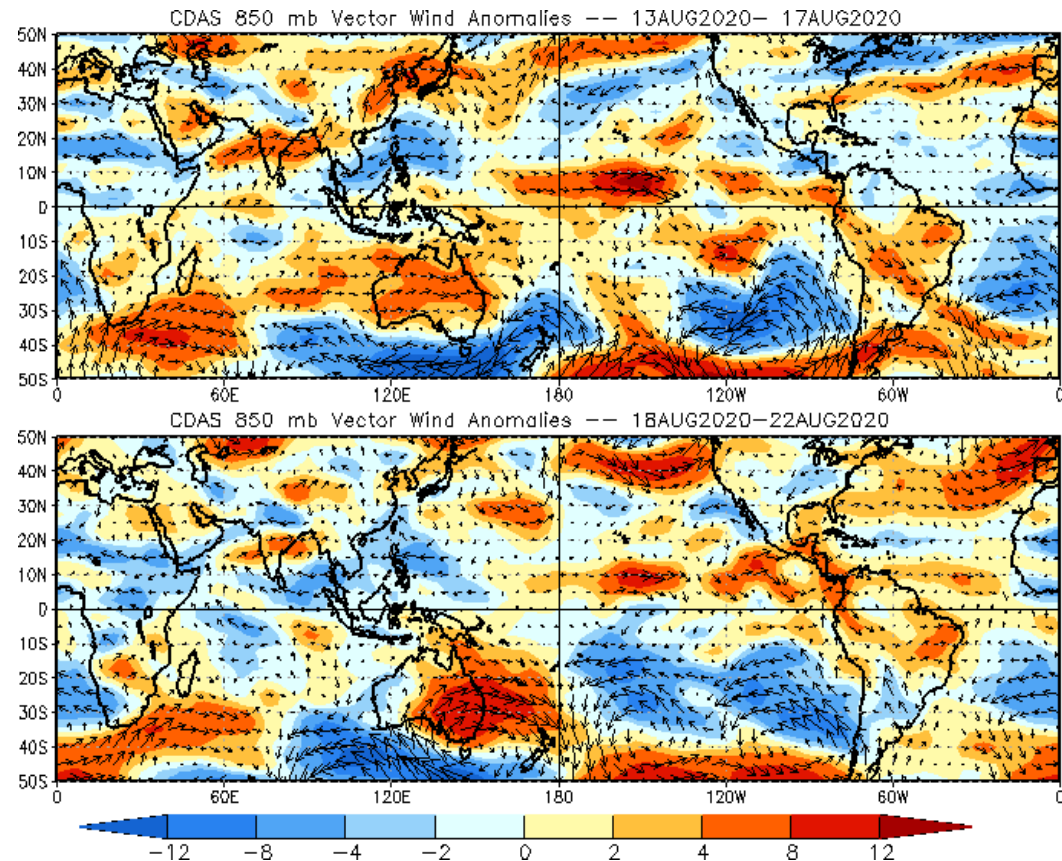 CDAS 850 mb Vector Wind Anomalies -- 13AUG2020- 17AUG2020
50N
40N
30N
20N
10N
0
10S
20S
30S
40S
50S
0 60E 120E 180 120W 60W 0
CDAS 850 mb Vector Wind Anomalies -- 18AUG2020-22AUG2020
50N
40N
30N
20N
10N
0
10S
20S
30S
40S
50S
0 60E 120E 180 120W 60W 0
-12 -8 -4 -2 0 2 4 8 12